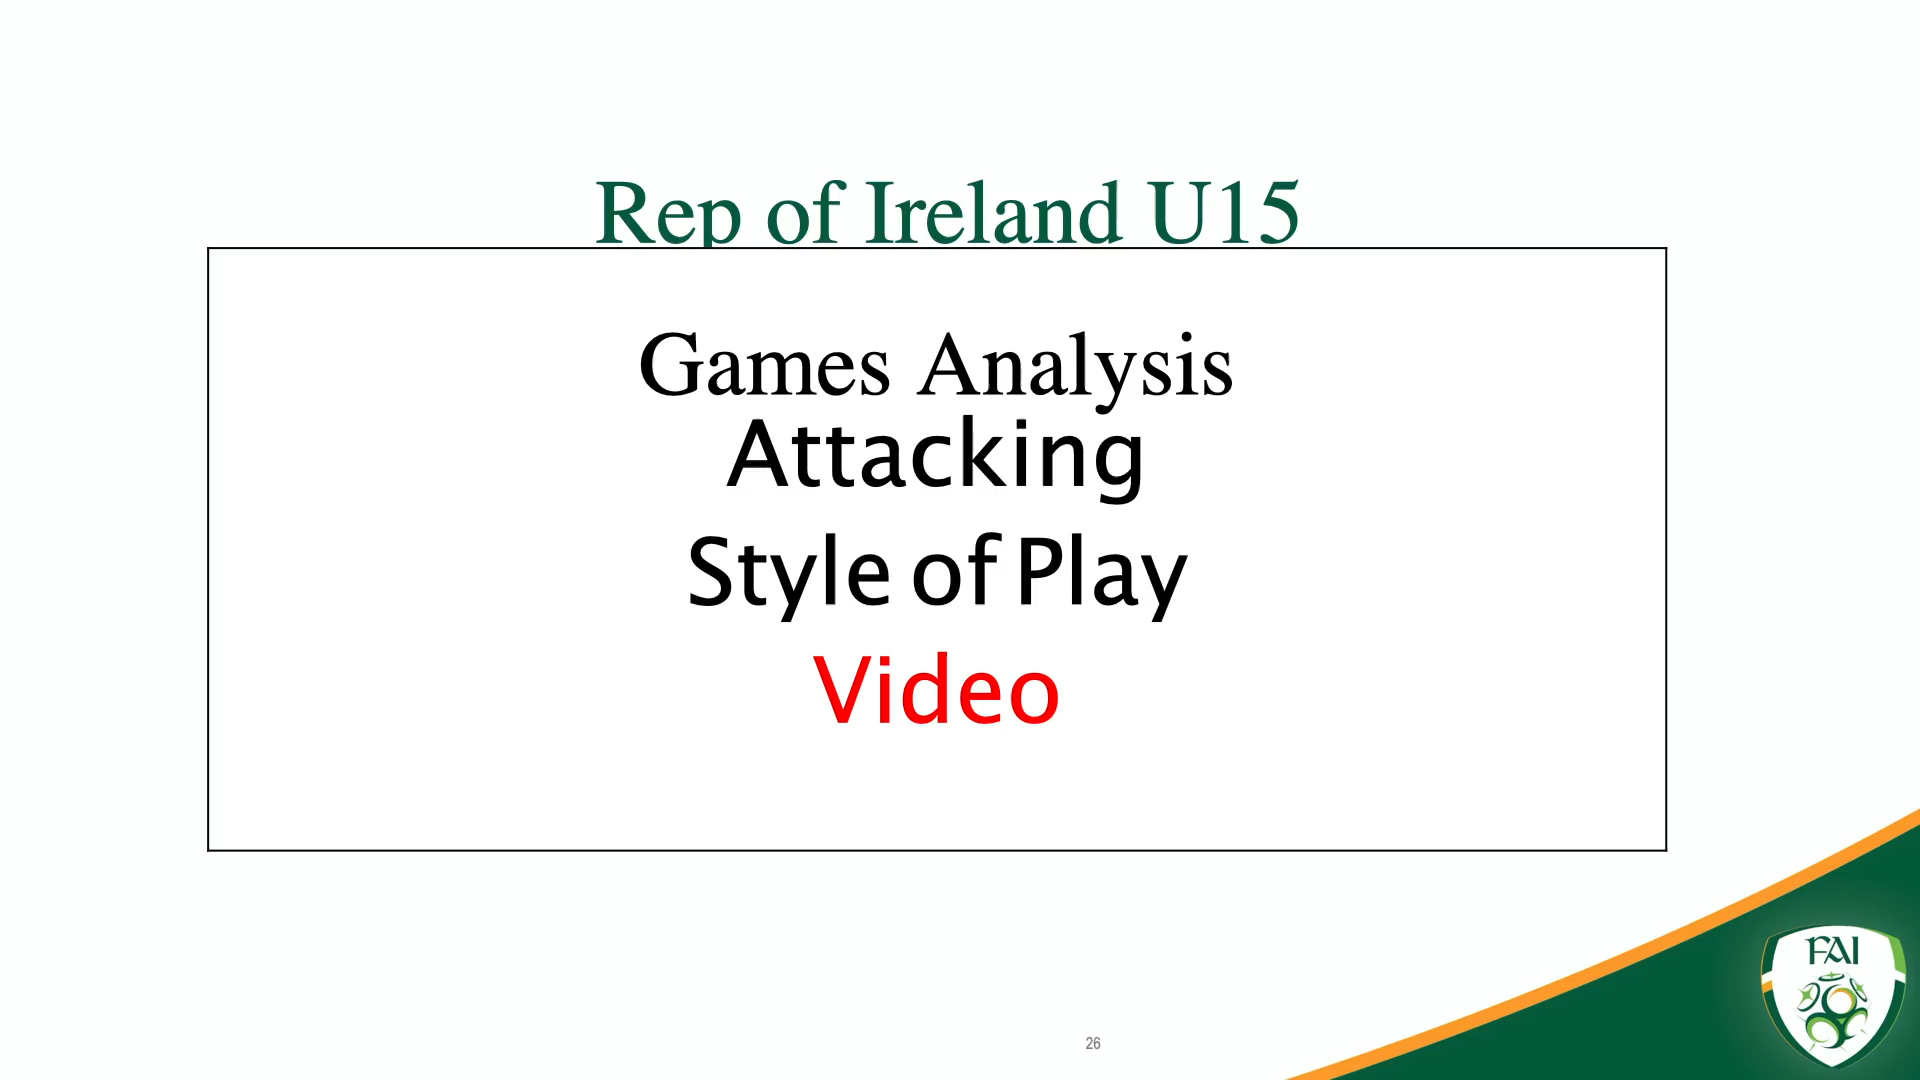 Rep of Ireland U15
Games Analysis
Attacking
Style of Play
Video
FAI
26